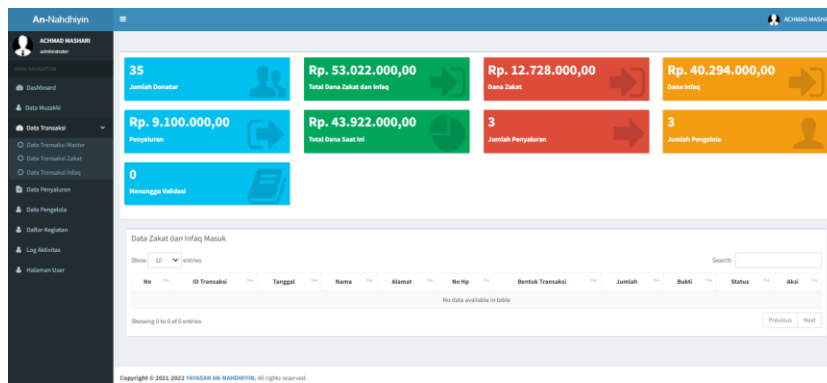 An-Nahdhiyin
ACHMAD MASHARI
ACHMAD MASHARI
administrator
MAIN NAVIGATION
Dashboard
Data Muzakki
Data Transaksi
Data Transaksi Master
Data Transaksi Zakat
Data Transaksi Infaq
Data Penyaluran
Data Pengelola
Daftar Kegiatan
Log Aktivitas
Halaman User
35
Jumlah Donatur
Rp. 53.022.000,00
Total Dana Zakat dan Infaq
Rp. 12.728.000,00
Dana Zakat
Rp. 40.294.000,00
Dana Infaq
Rp. 9.100.000,00
Penyaluran
Rp. 43.922.000,00
Total Dana Saat Ini
3
Jumlah Penyaluran
3
Jumlah Pengelola
0
Menunggu Validasi
Data Zakat dan Infaq Masuk
Show 10 entries
Search:
No ID Transaksi Tanggal Nama Alamat No Hp Bentuk Transaksi Jumlah Bukti Status Aksi
No data available in table
Showing 0 to 0 of 0 entries
Previous Next
Copyright © 2021-2022 YAYASAN AN-NAHDHIYIN. All rights reserved.